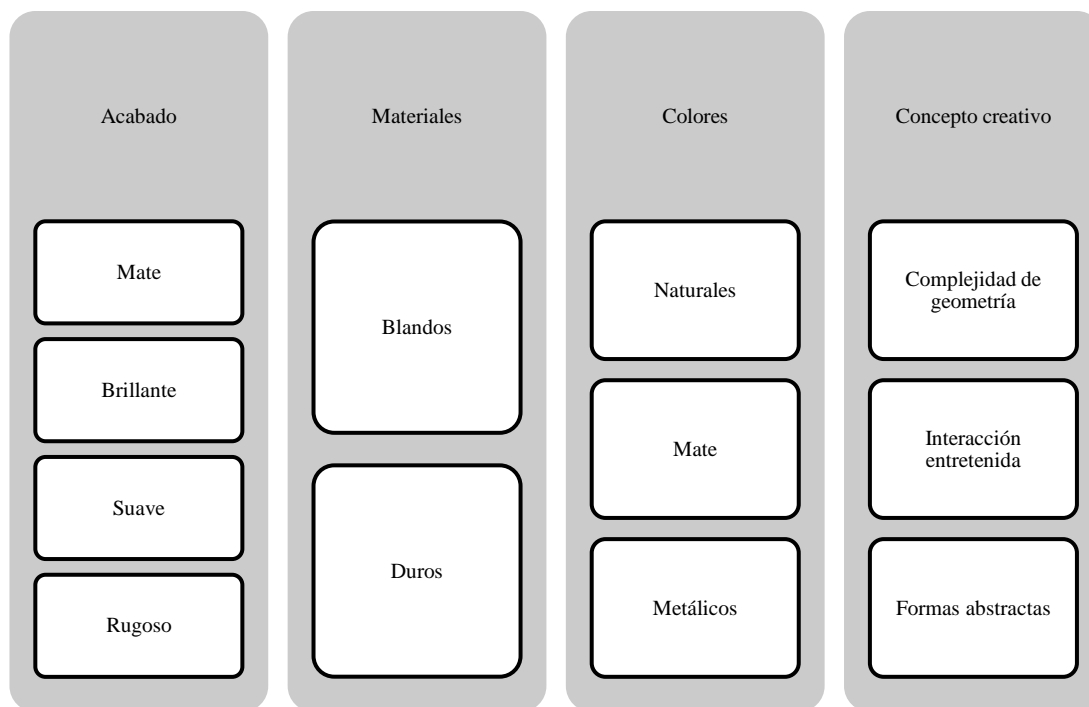 Acabado
Mate
Brillante
Suave
Rugoso
Materiales
Blandos
Duros
Colores
Naturales
Mate
Metálicos
Concepto creativo
Complejidad de
geometría
Interacción
entretenida
Formas abstractas